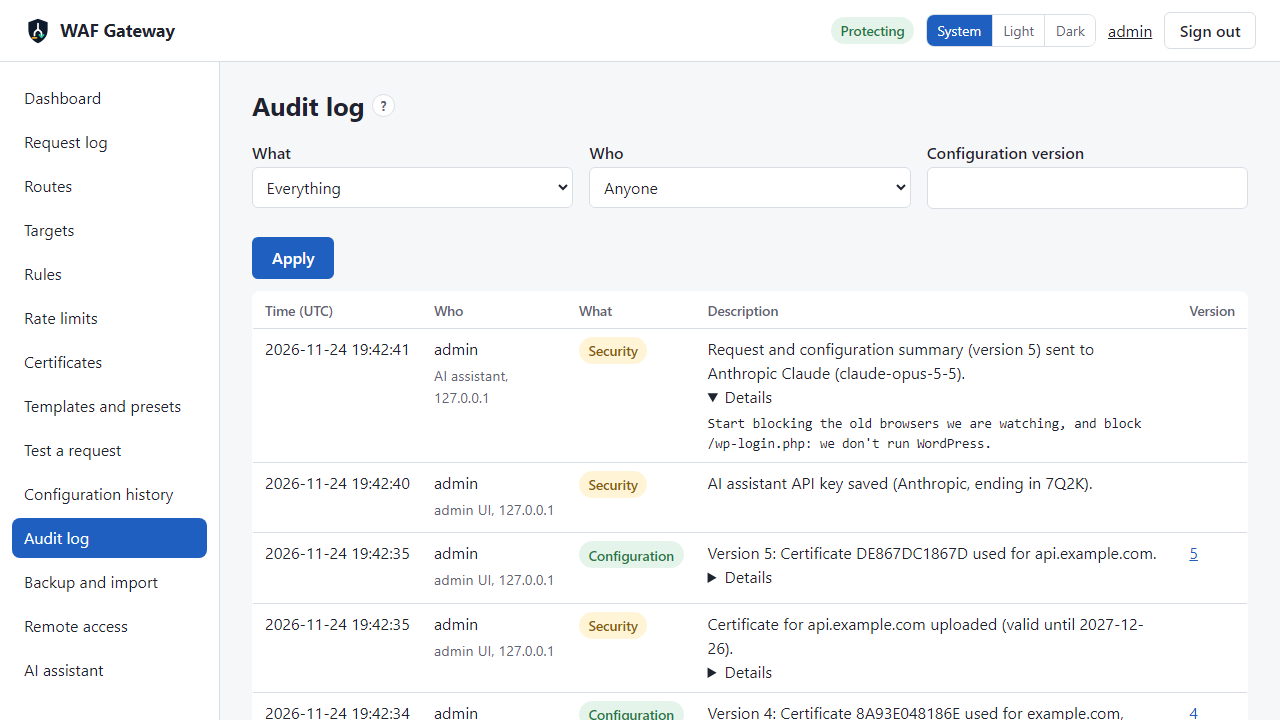 WAF Gateway
Protecting
System
Light
Dark
admin
Sign out
Dashboard
Request log
Routes
Targets
Rules
Rate limits
Certificates
Templates and presets
Test a request
Configuration history
Audit log
Backup and import
Remote access
AI assistant
Audit log ?
What
Everything
Who
Anyone
Configuration version
Apply
Time (UTC) Who What Description Version
2026-11-24 19:42:41 admin Security Request and configuration summary (version 5) sent to
Anthropic Claude (claude-opus-5-5).
AI assistant,
127.0.0.1
▼ Details
Start blocking the old browsers we are watching, and block
/wp-login.php: we don't run WordPress.
2026-11-24 19:42:40 admin Security AI assistant API key saved (Anthropic, ending in 7Q2K).
admin UI, 127.0.0.1
2026-11-24 19:42:35 admin Configuration Version 5: Certificate DE867DC1867D used for api.example.com. 5
admin UI, 127.0.0.1
▶ Details
2026-11-24 19:42:35 admin Security Certificate for api.example.com uploaded (valid until 2027-12-
26).
admin UI, 127.0.0.1
▶ Details
2026-11-24 19:42:34 admin Configuration Version 4: Certificate 8A93E048186E used for example.com, 4